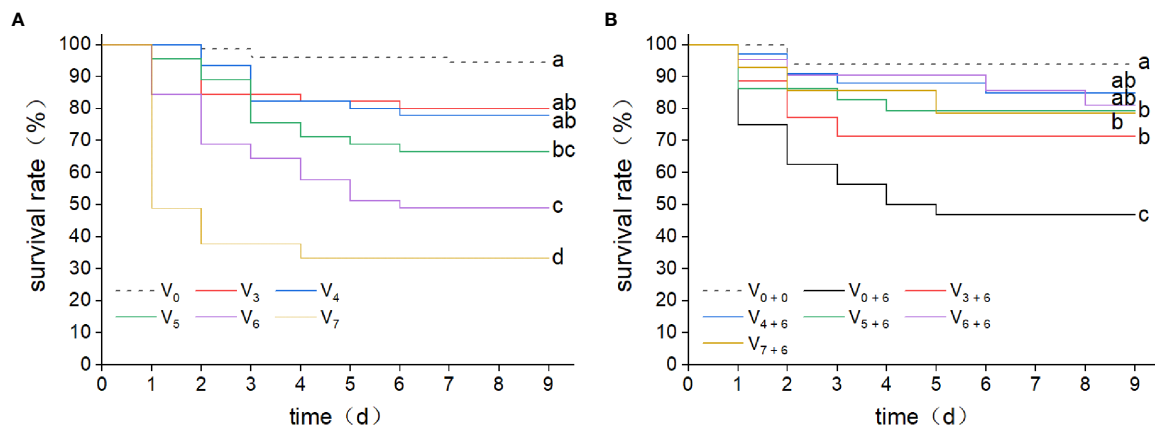 A
survival rate (%)
100
90
80
70
60
50
40
30
20
10
0
a
ab
ab
bc
c
d
V0 V3 V4
V5 V6 V7
0 1 2 3 4 5 6 7 8 9
time（d）
B
survival rate (%)
100
90
80
70
60
50
40
30
20
10
0
a
ab
ab
b
b
b
c
V0+0 V0+6 V3+6
V4+6 V5+6 V6+6
V7+6
0 1 2 3 4 5 6 7 8 9
time（d）